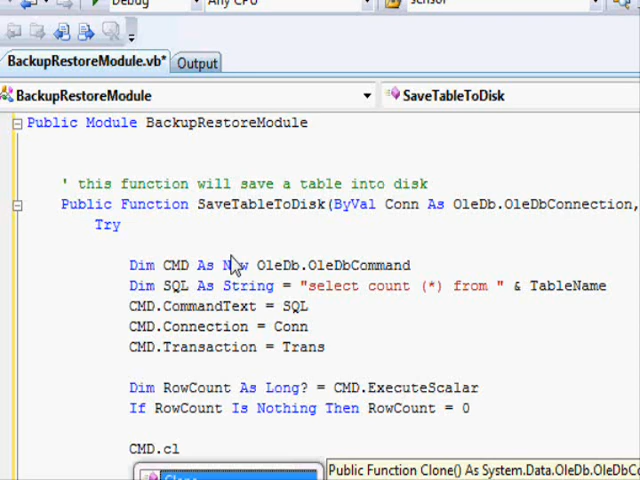 Debug Any CPU sensor
BackupRestoreModule.vb* Output
BackupRestoreModule SaveTableToDisk
Public Module BackupRestoreModule
' this function will save a table into disk
Public Function SaveTableToDisk(ByVal Conn As OleDb.OleDbConnection,
Try
Dim CMD As New OleDb.OleDbCommand
Dim SQL As String = "select count (*) from " & TableName
CMD.CommandText = SQL
CMD.Connection = Conn
CMD.Transaction = Trans
Dim RowCount As Long? = CMD.ExecuteScalar
If RowCount Is Nothing Then RowCount = 0
CMD.cl
Clone Public Function Clone() As System.Data.OleDb.OleDbCo